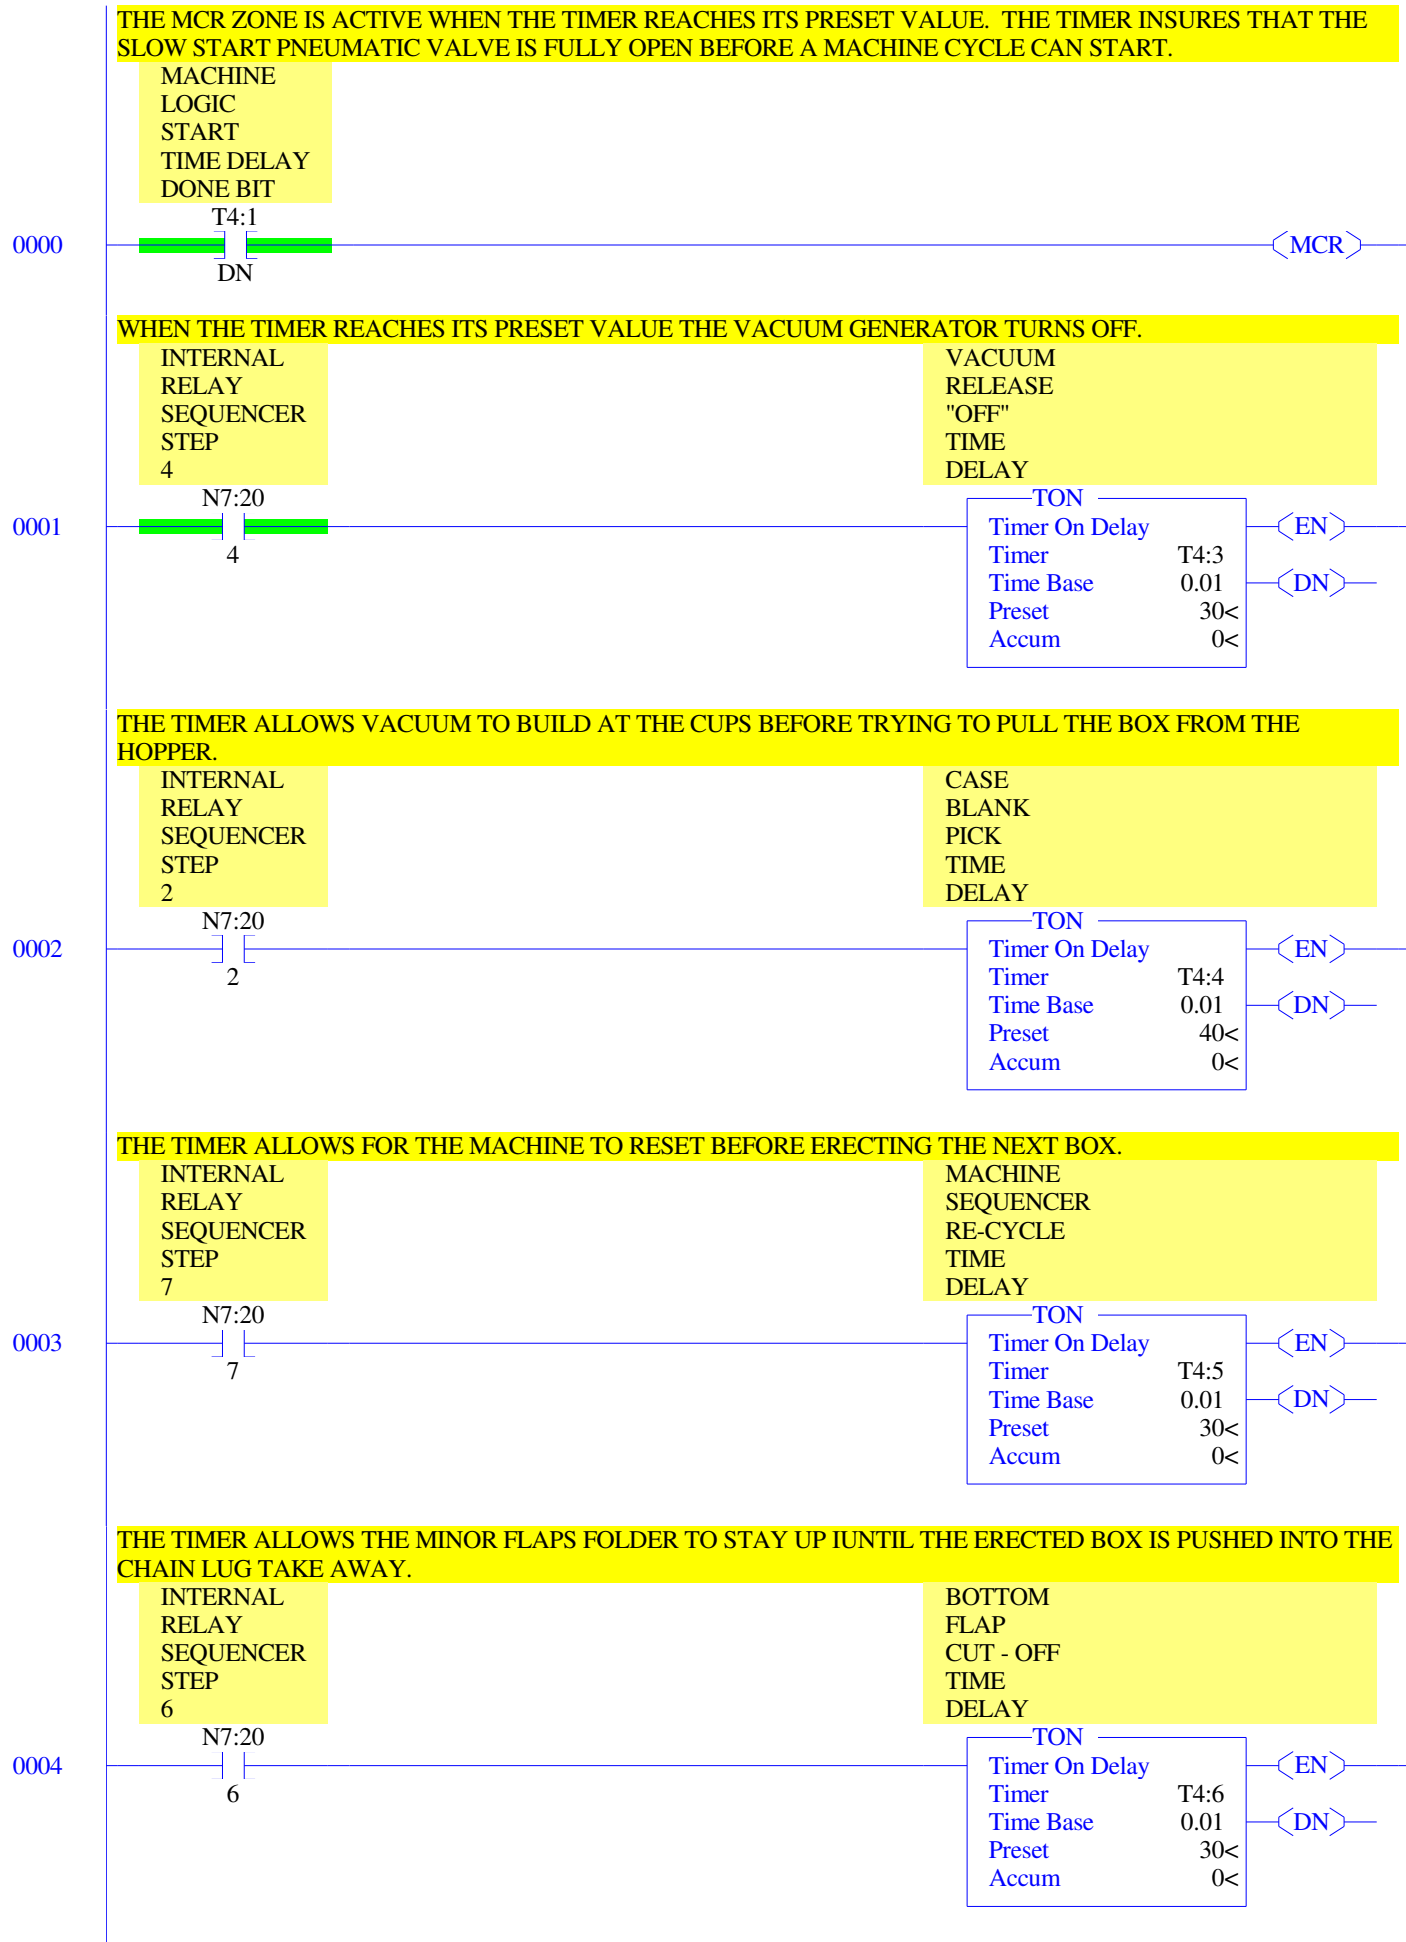 THE MCR ZONE IS ACTIVE WHEN THE TIMER REACHES ITS PRESET VALUE. THE TIMER INSURES THAT THE
SLOW START PNEUMATIC VALVE IS FULLY OPEN BEFORE A MACHINE CYCLE CAN START.
MACHINE
LOGIC
START
TIME DELAY
DONE BIT
T4:1
0000
MCR
DN
WHEN THE TIMER REACHES ITS PRESET VALUE THE VACUUM GENERATOR TURNS OFF.
INTERNAL
RELAY
SEQUENCER
STEP
4
N7:20
0001
4
VACUUM
RELEASE
"OFF"
TIME
DELAY
TON
Timer On Delay
EN
Timer T4:3
Time Base 0.01
DN
Preset 30<
Accum 0<
THE TIMER ALLOWS VACUUM TO BUILD AT THE CUPS BEFORE TRYING TO PULL THE BOX FROM THE
HOPPER.
INTERNAL
RELAY
SEQUENCER
STEP
2
N7:20
0002
2
CASE
BLANK
PICK
TIME
DELAY
TON
Timer On Delay
EN
Timer T4:4
Time Base 0.01
DN
Preset 40<
Accum 0<
THE TIMER ALLOWS FOR THE MACHINE TO RESET BEFORE ERECTING THE NEXT BOX.
INTERNAL
RELAY
SEQUENCER
STEP
7
N7:20
0003
7
MACHINE
SEQUENCER
RE-CYCLE
TIME
DELAY
TON
Timer On Delay
EN
Timer T4:5
Time Base 0.01
DN
Preset 30<
Accum 0<
THE TIMER ALLOWS THE MINOR FLAPS FOLDER TO STAY UP IUNTIL THE ERECTED BOX IS PUSHED INTO THE
CHAIN LUG TAKE AWAY.
INTERNAL
RELAY
SEQUENCER
STEP
6
N7:20
0004
6
BOTTOM
FLAP
CUT - OFF
TIME
DELAY
TON
Timer On Delay
EN
Timer T4:6
Time Base 0.01
DN
Preset 30<
Accum 0<